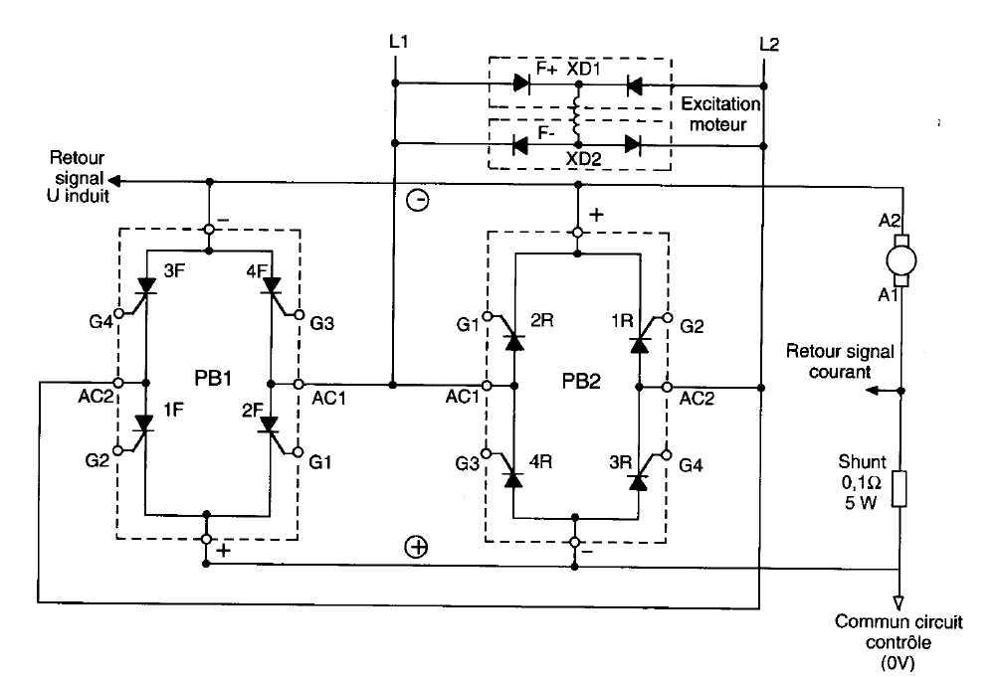 L1
L2
F+ XD1
Excitation
moteur
F-
XD2
Retour
signal
U induit
-
-
+
A2
3F
4F
A1
G4
G3
G1
2R
1R
G2
PB1
PB2
Retour signal
courant
AC2
AC1
AC1
AC2
1F
2F
G2
G1
G3
4R
3R
G4
Shunt
0,1Ω
5 W
+
+
-
Commun circuit
contrôle
(0V)